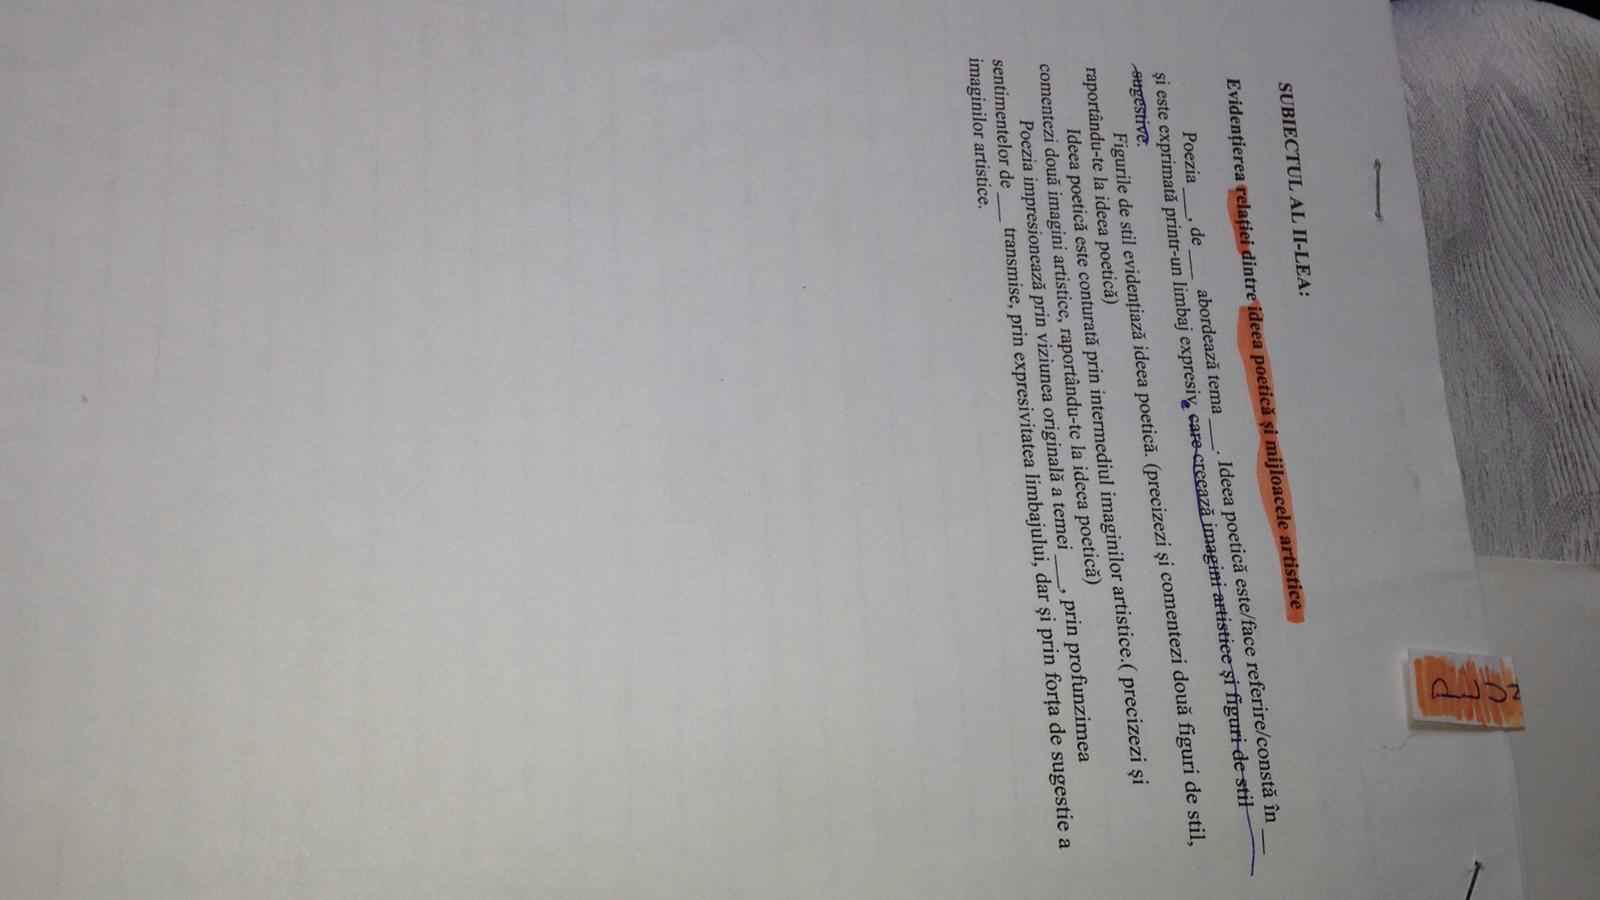 SUBIECTUL AL II-LEA:
Evidențierea relației dintre ideea poetică și mijloacele artistice
Poezia ___, de ___ abordează tema ___. Ideea poetică este/face referire/constă în ___
și este exprimată printr-un limbaj expresiv, care creează imagini artistice și figuri de stil
sugestive.
Figurile de stil evidențiază ideea poetică. (precizezi și comentezi două figuri de stil,
raportându-te la ideea poetică)
Ideea poetică este conturată prin intermediul imaginilor artistice.( precizezi și
comentezi două imagini artistice, raportându-te la ideea poetică)
Poezia impresionează prin viziunea originală a temei ___, prin profunzimea
sentimentelor de ___ transmise, prin expresivitatea limbajului, dar și prin forța de sugestie a
imaginilor artistice.